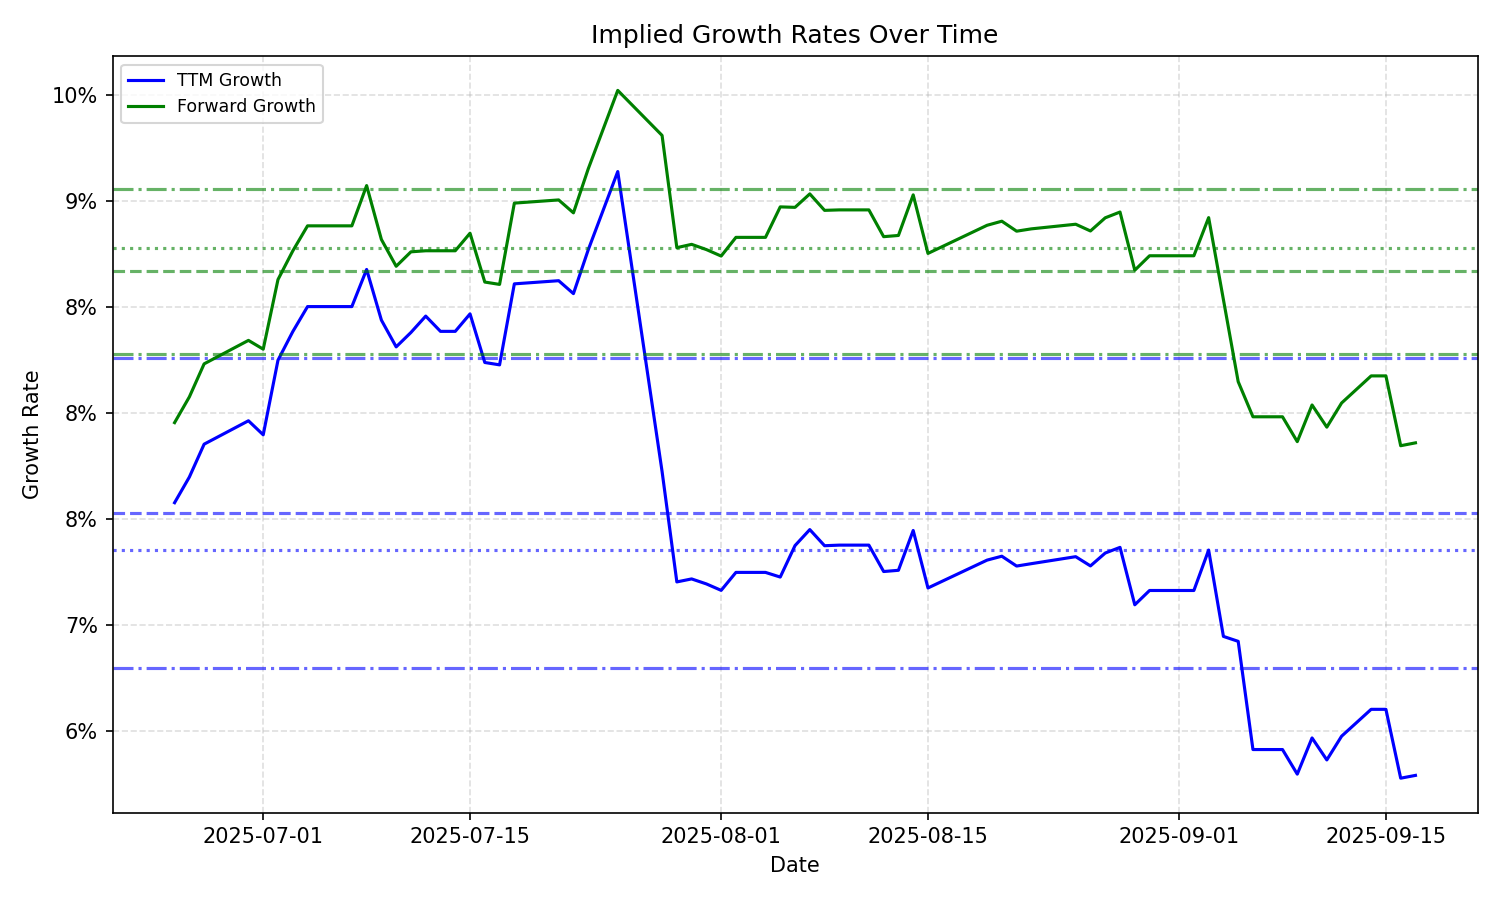 Implied Growth Rates Over Time
TTM Growth
Forward Growth
10%
9%
8%
8%
8%
7%
6%
Growth Rate
2025-07-01
2025-07-15
2025-08-01
2025-08-15
2025-09-01
2025-09-15
Date